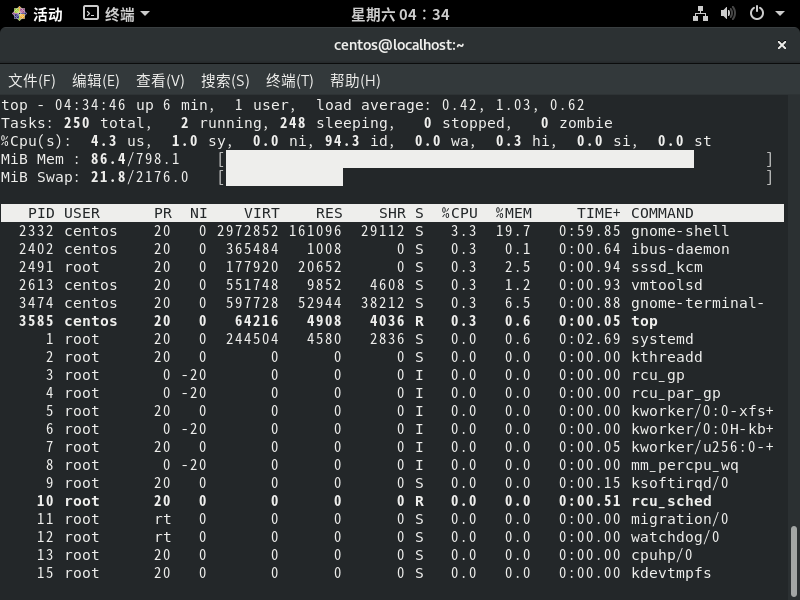 活动 终端 星期六 04：34
centos@localhost:~ ×
文件(F) 编辑(E) 查看(V) 搜索(S) 终端(T) 帮助(H)
top - 04:34:46 up 6 min,  1 user,  load average: 0.42, 1.03, 0.62
Tasks: 250 total,   2 running, 248 sleeping,   0 stopped,   0 zombie
%Cpu(s):  4.3 us,  1.0 sy,  0.0 ni, 94.3 id,  0.0 wa,  0.3 hi,  0.0 si,  0.0 st
MiB Mem : 86.4/798.1    [ ]
MiB Swap: 21.8/2176.0   [ ]
PID USER PR NI VIRT RES SHR S %CPU %MEM TIME+ COMMAND
2332 centos 20 0 2972852 161096 29112 S 3.3 19.7 0:59.85 gnome-shell
2402 centos 20 0 365484 1008 0 S 0.3 0.1 0:00.64 ibus-daemon
2491 root 20 0 177920 20652 0 S 0.3 2.5 0:00.94 sssd_kcm
2613 centos 20 0 551748 9852 4608 S 0.3 1.2 0:00.93 vmtoolsd
3474 centos 20 0 597728 52944 38212 S 0.3 6.5 0:00.88 gnome-terminal-
3585 centos 20 0 64216 4908 4036 R 0.3 0.6 0:00.05 top
1 root 20 0 244504 4580 2836 S 0.0 0.6 0:02.69 systemd
2 root 20 0 0 0 0 S 0.0 0.0 0:00.00 kthreadd
3 root 0 -20 0 0 0 I 0.0 0.0 0:00.00 rcu_gp
4 root 0 -20 0 0 0 I 0.0 0.0 0:00.00 rcu_par_gp
5 root 20 0 0 0 0 I 0.0 0.0 0:00.00 kworker/0:0-xfs+
6 root 0 -20 0 0 0 I 0.0 0.0 0:00.00 kworker/0:0H-kb+
7 root 20 0 0 0 0 I 0.0 0.0 0:00.05 kworker/u256:0-+
8 root 0 -20 0 0 0 I 0.0 0.0 0:00.00 mm_percpu_wq
9 root 20 0 0 0 0 S 0.0 0.0 0:00.15 ksoftirqd/0
10 root 20 0 0 0 0 R 0.0 0.0 0:00.51 rcu_sched
11 root rt 0 0 0 0 S 0.0 0.0 0:00.00 migration/0
12 root rt 0 0 0 0 S 0.0 0.0 0:00.00 watchdog/0
13 root 20 0 0 0 0 S 0.0 0.0 0:00.00 cpuhp/0
15 root 20 0 0 0 0 S 0.0 0.0 0:00.00 kdevtmpfs